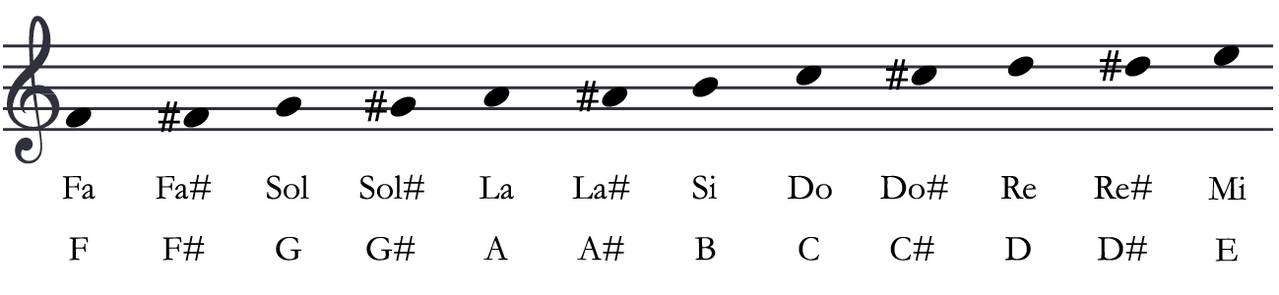 # # # # #
Fa Fa# Sol Sol# La La# Si Do Do# Re Re# Mi
F F# G G# A A# B C C# D D# E